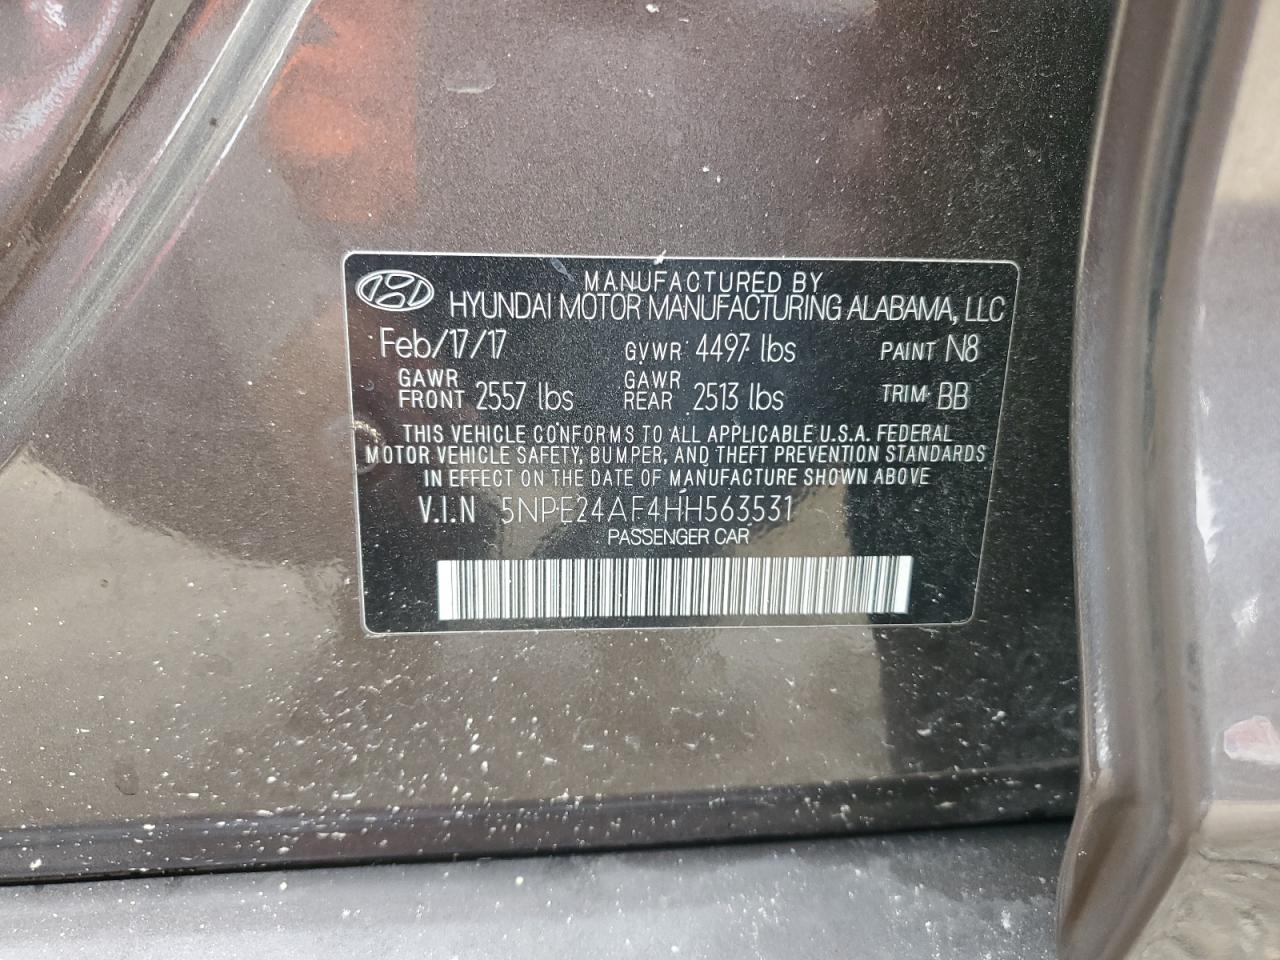 MANUFACTURED BY
HYUNDAI MOTOR MANUFACTURING ALABAMA, LLC
Feb/17/17 GVWR 4497 lbs PAINT N8
GAWR FRONT 2557 lbs GAWR REAR 2513 lbs TRIM BB
THIS VEHICLE CONFORMS TO ALL APPLICABLE U.S.A. FEDERAL
MOTOR VEHICLE SAFETY, BUMPER, AND THEFT PREVENTION STANDARDS
IN EFFECT ON THE DATE OF MANUFACTURE SHOWN ABOVE
V.I.N 5NPE24AF4HH563531
PASSENGER CAR